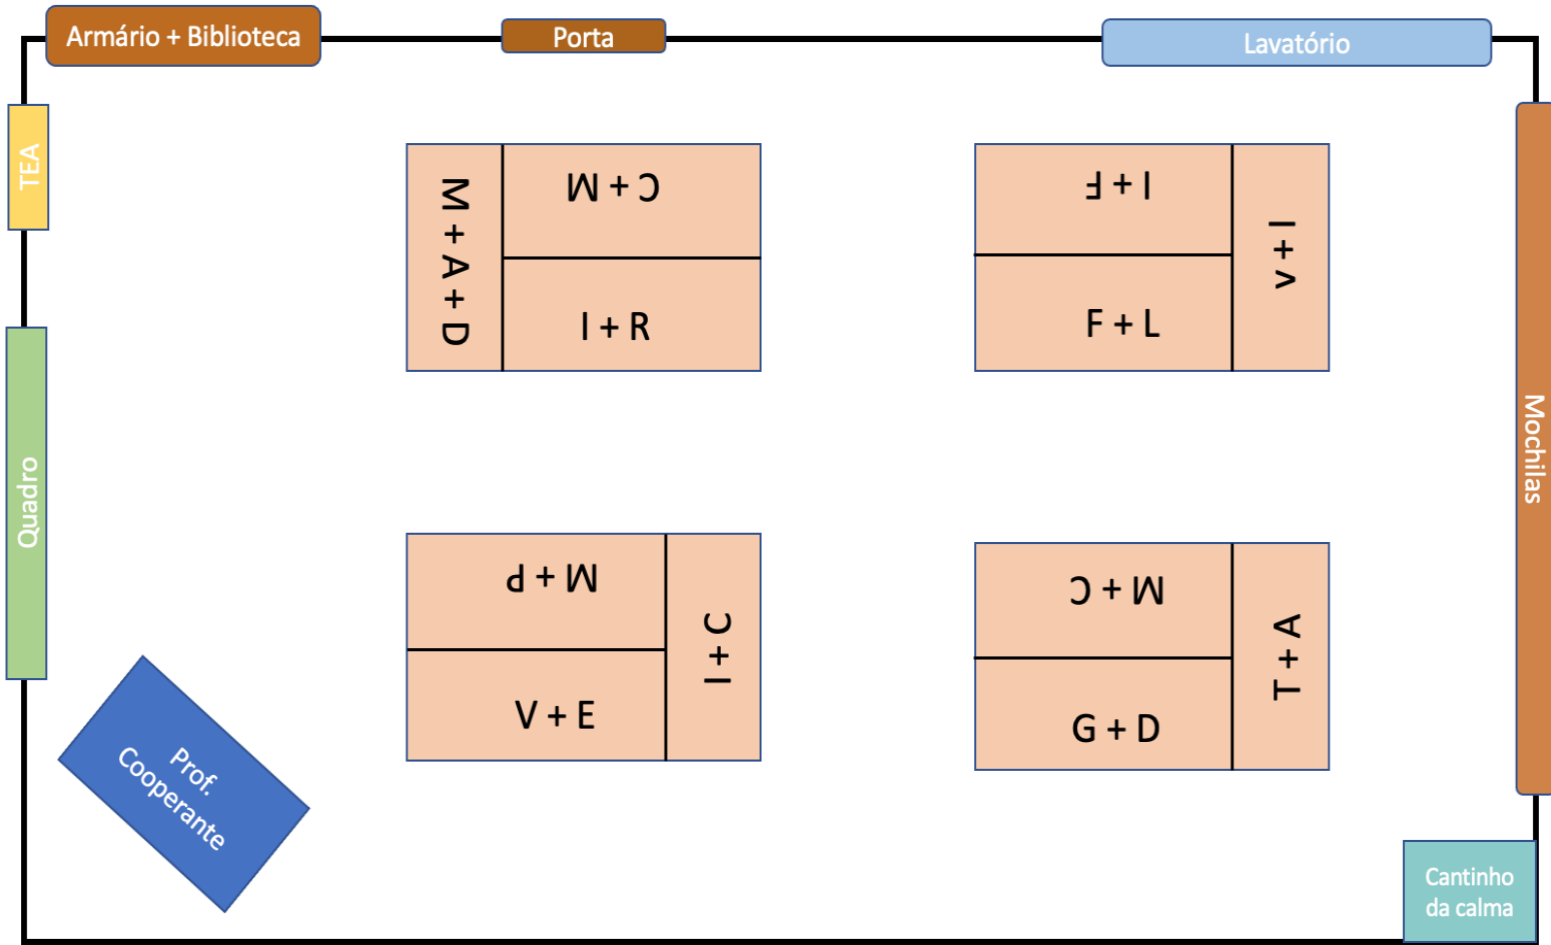 Armário + Biblioteca
Porta
Lavatório
TEA
M + A + D
C + M
I + R
I + F
F + L
v + I
Quadro
Mochilas
M + P
V + E
I + C
M + C
G + D
T + A
Prof.
Cooperante
Cantinho
da calma